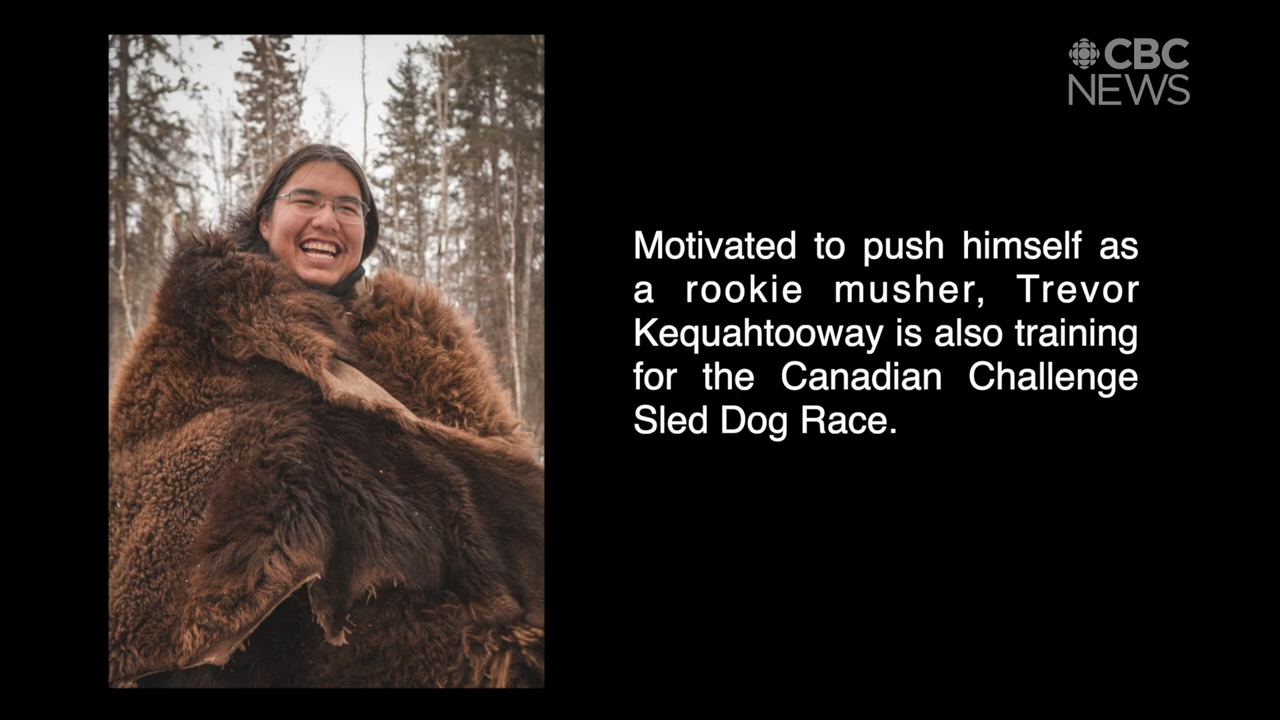 CBC
NEWS
Motivated to push himself as
a rookie musher, Trevor
Kequahtooway is also training
for the Canadian Challenge
Sled Dog Race.